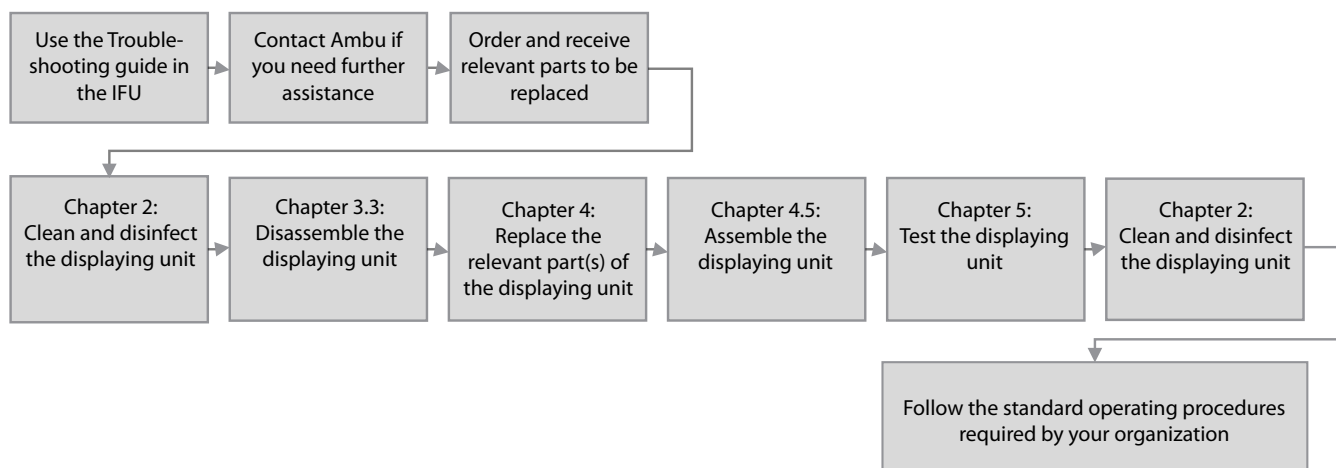 Use the Trouble-
shooting guide in
the IFU
Contact Ambu if
you need further
assistance
Order and receive
relevant parts to be
replaced
Chapter 2:
Clean and disinfect
the displaying unit
Chapter 3.3:
Disassemble the
displaying unit
Chapter 4:
Replace the
relevant part(s) of
the displaying unit
Chapter 4.5:
Assemble the
displaying unit
Chapter 5:
Test the displaying
unit
Chapter 2:
Clean and disinfect
the displaying unit
Follow the standard operating procedures
required by your organization